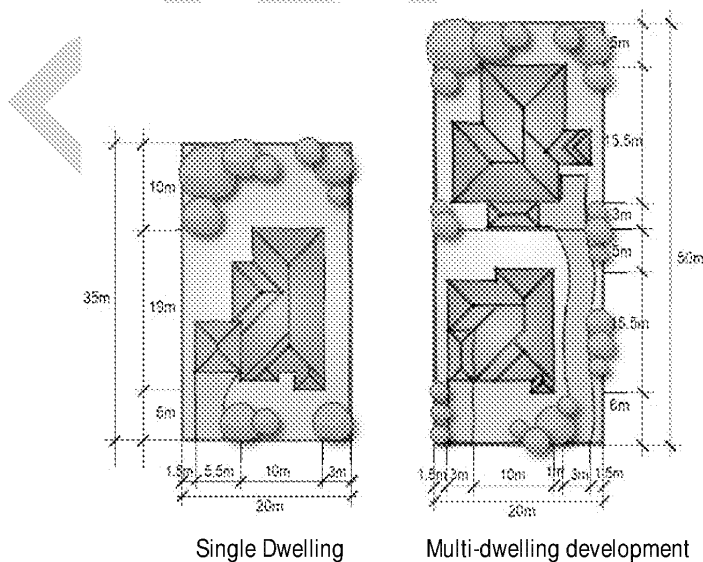 5m
15.5m
10m
3m
5m
35m
19m
50m
15.5m
6m
6m
1.5m 5.5m 10m 3m
20m
1.5m 3m 10m 1m 3m 1.5m
20m
Single Dwelling
Multi-dwelling development